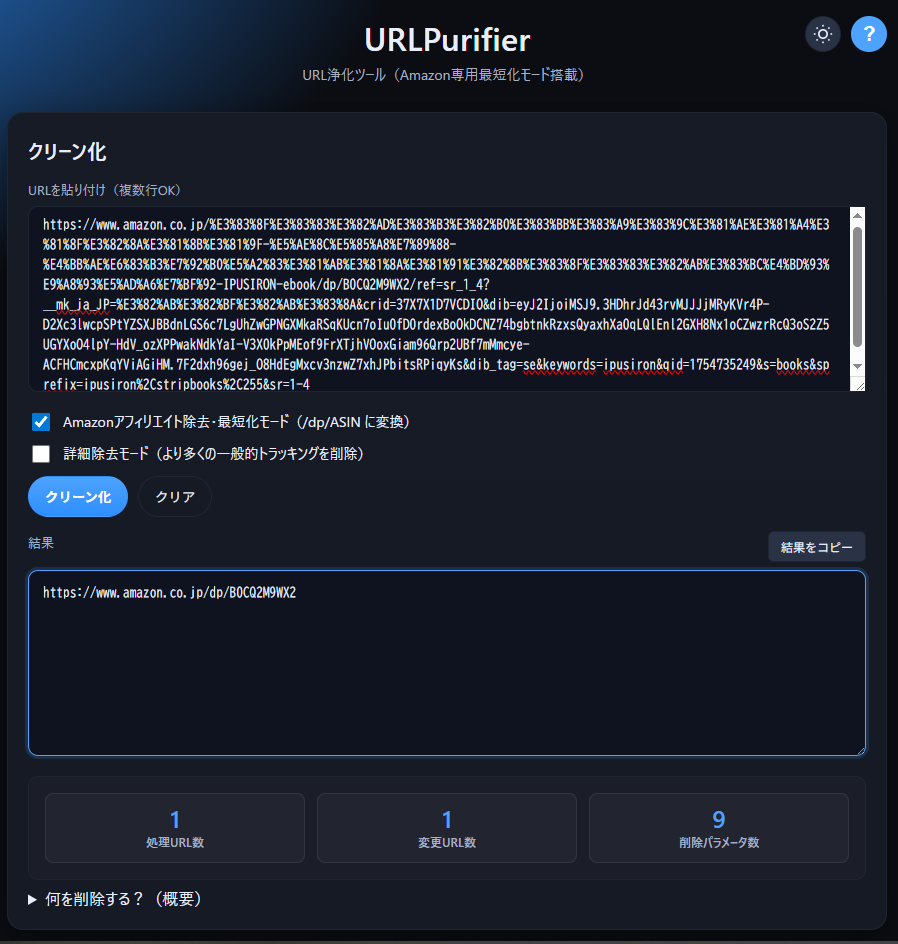 URLPurifier
?
URL浄化ツール（Amazon専用最短化モード搭載）
クリーン化
URLを貼り付け（複数行OK）
https://www.amazon.co.jp/%E3%83%8F%E3%83%83%E3%82%AD%E3%83%B3%E3%82%B0%E3%83%BB%E3%83%A9%E3%83%9C%E3%81%AE%E3%81%A4%E3
%81%8F%E3%82%8A%E3%81%8B%E3%81%9F-%E5%AE%8C%E5%85%A8%E7%89%88-
%E4%BB%AE%E6%83%B3%E7%92%B0%E5%A2%83%E3%81%AB%E3%81%8A%E3%81%91%E3%82%8B%E3%83%8F%E3%83%83%E3%82%AB%E3%83%BC%E4%BD%93%
E9%A8%93%E5%AD%A6%E7%BF%92-IPUSIRON-ebook/dp/B0CQ2M9WX2/ref=sr_1_4?
__mk_ja_JP=%E3%82%AB%E3%82%BF%E3%82%AB%E3%83%8A&crid=37X7X1D7VCDIO&dib=eyJ2IjoiMSJ9.3HDhrJd43rvMJJJjMRyKVr4P-
D2Xc3lwcpSPtYZSXJBBdnLGS6c7LgUhZwGPNGXMkaRSqKUcn7oIuOfDOrdexBoOkDCNZ74bgbtnkRzxsQyaxhXaOqLQlEnl2GXH8Nx1oCZwzrRcQ3oS2Z5
UGYXoO4lpY-HdV_ozXPPwakNdkYaI-V3XOkPpMEof9FrXTjhVOoxGiam96Qrp2UBf7mMmcye-
ACFHCmcxpKqYViAGiHM.7F2dxh96gej_O8HdEgMxcv3nzwZ7xhJPbitsRPiqyKs&dib_tag=se&keywords=ipusiron&qid=1754735249&s=books&sp
refix=ipusiron%2Cstripbooks%2C255&sr=1-4
Amazonアフィリエイト除去・最短化モード（/dp/ASIN に変換）
詳細除去モード（より多くの一般的トラッキングを削除）
クリーン化
クリア
結果
結果をコピー
https://www.amazon.co.jp/dp/B0CQ2M9WX2
1
処理URL数
1
変更URL数
9
削除パラメータ数
何を削除する？（概要）